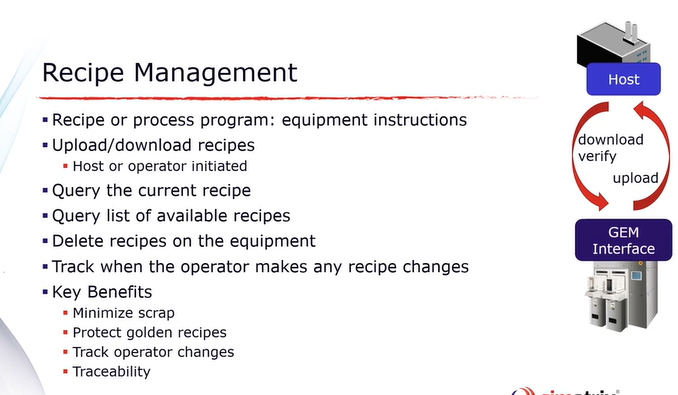 Recipe Management
Recipe or process program: equipment instructions
Upload/download recipes
Host or operator initiated
Query the current recipe
Query list of available recipes
Delete recipes on the equipment
Track when the operator makes any recipe changes
Key Benefits
Minimize scrap
Protect golden recipes
Track operator changes
Traceability
Host
download
verify
upload
GEM
Interface